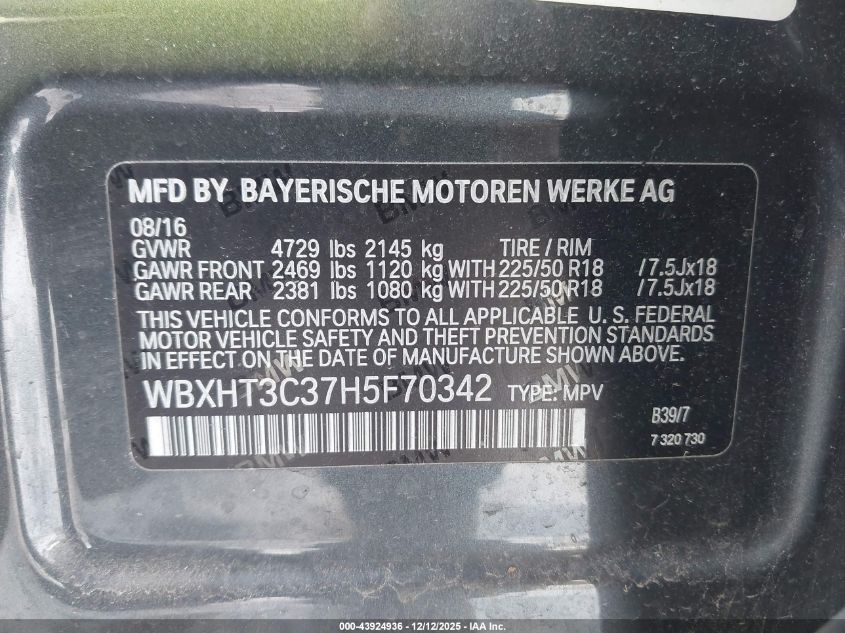 MFD BY BAYERISCHE MOTOREN WERKE AG
08/16
GVWR 4729 lbs 2145 kg TIRE / RIM
GAWR FRONT 2469 lbs 1120 kg WITH 225/50 R18 /7.5Jx18
GAWR REAR 2381 lbs 1080 kg WITH 225/50 R18 /7.5Jx18
THIS VEHICLE CONFORMS TO ALL APPLICABLE U. S. FEDERAL
MOTOR VEHICLE SAFETY AND THEFT PREVENTION STANDARDS
IN EFFECT ON THE DATE OF MANUFACTURE SHOWN ABOVE.
WBXHT3C37H5F70342 TYPE: MPV
B39/7
7 320 730
000-43924936 - 12/12/2025 - IAA Inc.